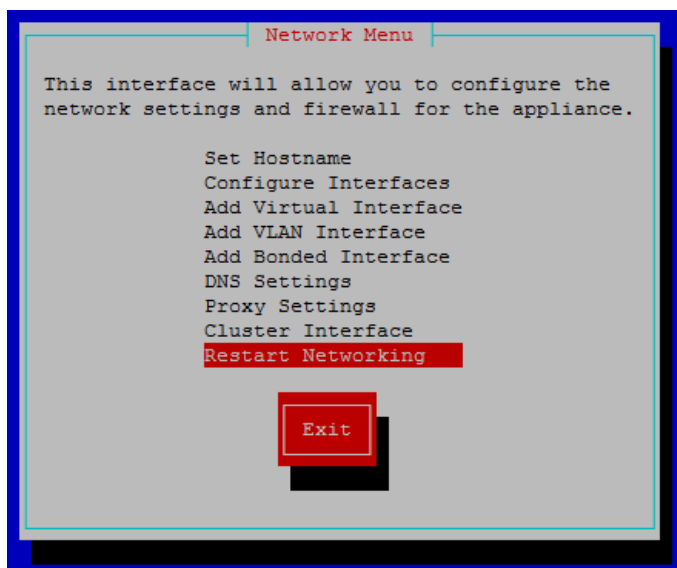 Network Menu
This interface will allow you to configure the
network settings and firewall for the appliance.
Set Hostname
Configure Interfaces
Add Virtual Interface
Add VLAN Interface
Add Bonded Interface
DNS Settings
Proxy Settings
Cluster Interface
Restart Networking
Exit